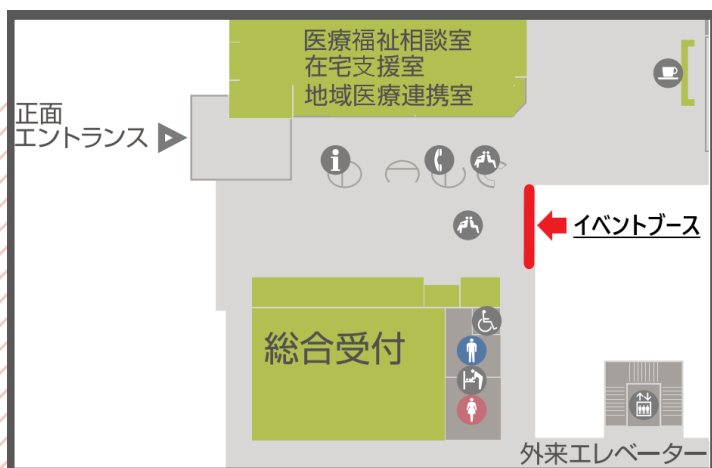 医療福祉相談室
在宅支援室
地域医療連携室
正面
エントランス
イベントブース
総合受付
外来エレベーター